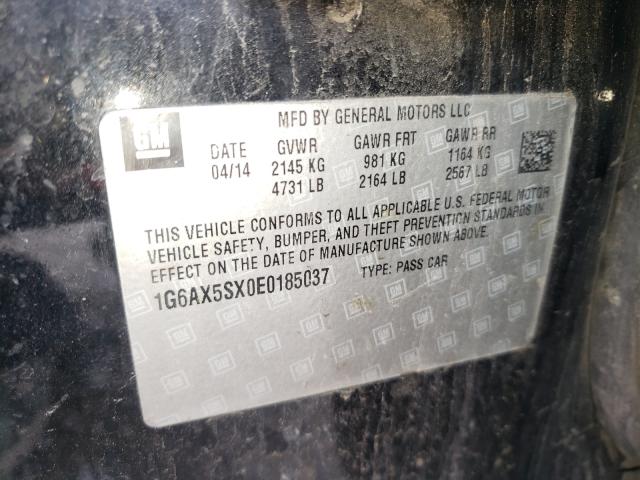 MFD BY GENERAL MOTORS LLC
GM
DATE GVWR GAWR FRT GAWR RR
04/14 2145 KG 981 KG 1164 KG
4731 LB 2164 LB 2567 LB
THIS VEHICLE CONFORMS TO ALL APPLICABLE U.S. FEDERAL MOTOR
VEHICLE SAFETY, BUMPER, AND THEFT PREVENTION STANDARDS IN
EFFECT ON THE DATE OF MANUFACTURE SHOWN ABOVE.
1G6AX5SX0E0185037 TYPE: PASS CAR